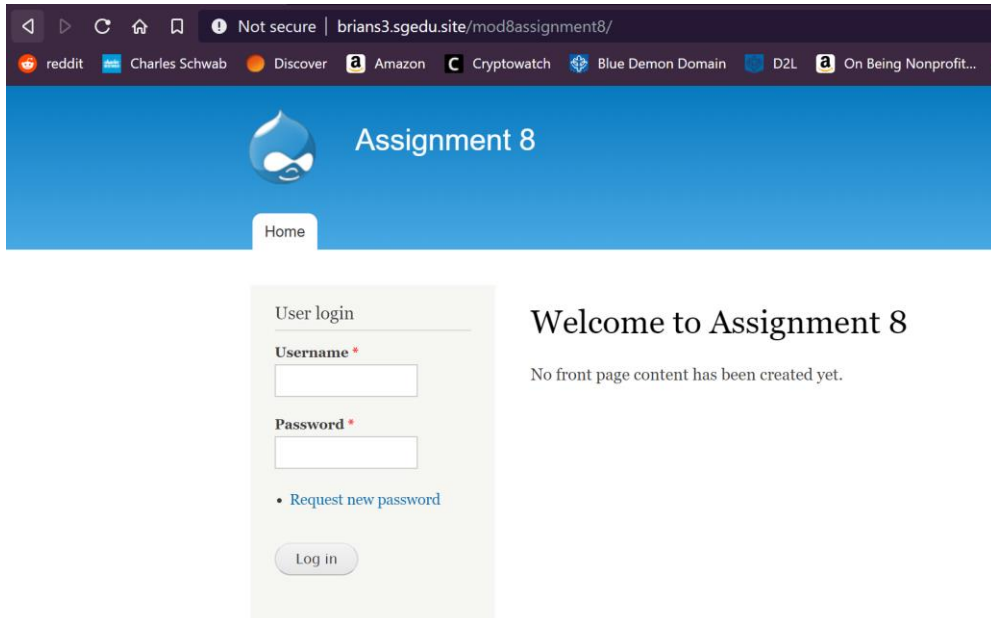 Not secure | brians3.sgedu.site/mod8assignment8/
reddit Charles Schwab Discover a Amazon C Cryptowatch Blue Demon Domain D2L a On Being Nonprofit...
Assignment 8
Home
User login
Username *
Password *
• Request new password
Log in
Welcome to Assignment 8
No front page content has been created yet.